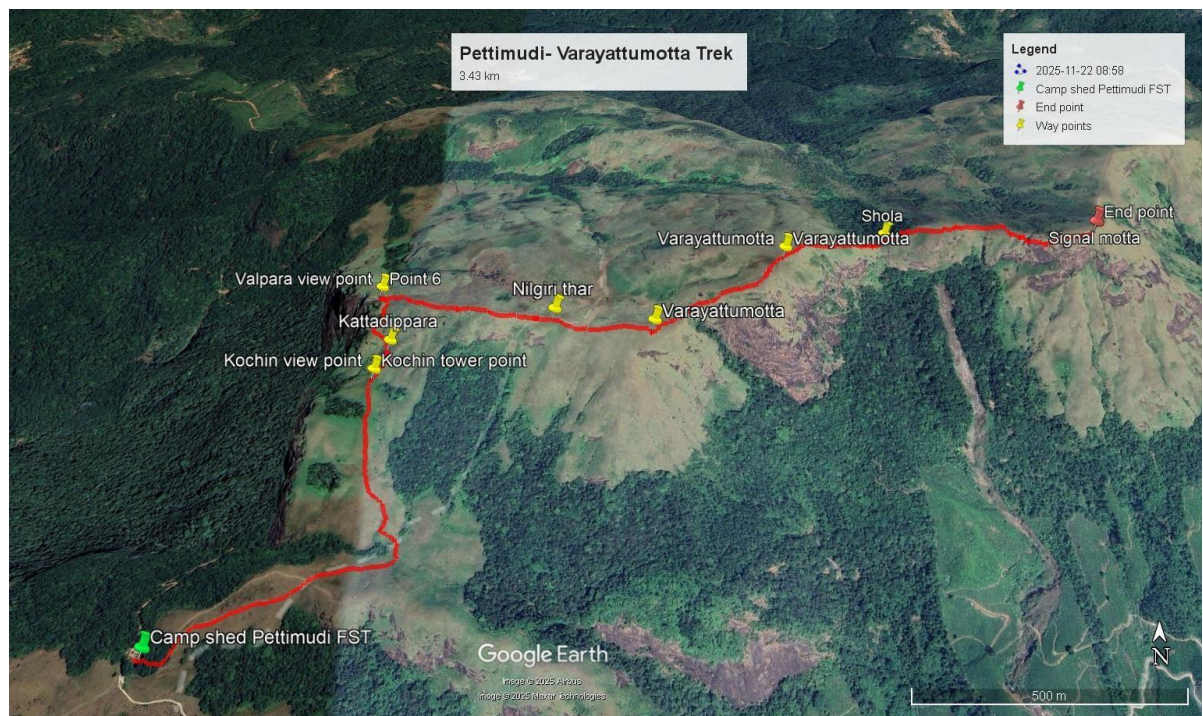 Pettimudi- Varayattumotta Trek
3.43 km
Legend
2025-11-22 08:58
Camp shed Pettimudi FST
End point
Way points
Shola
End point
Varayattumotta
Varayattumotta
Signal motta
Valpara view point
Point 6
Nilgiri thar
Kattadippara
Varayattumotta
Kochin view point
Kochin tower point
Camp shed Pettimudi FST
Google Earth
Image © 2025 Airbus
Image © 2025 Maxar Technologies
N
500 m